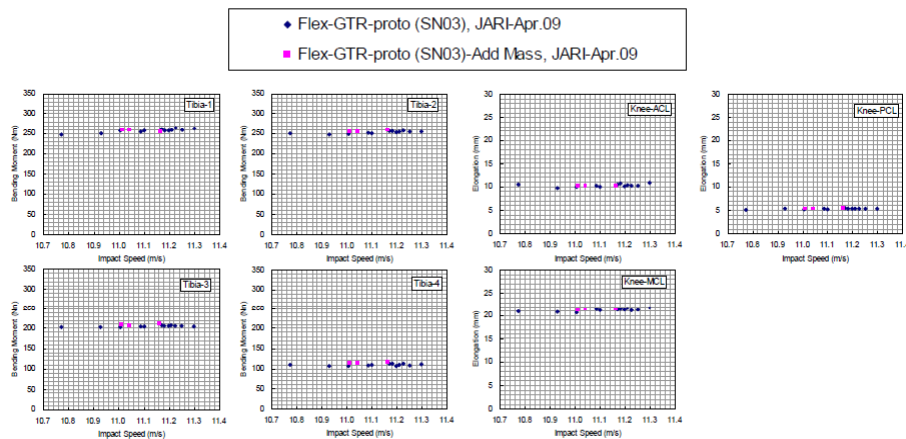 Flex-GTR-proto (SN03), JARI-Apr.09
Flex-GTR-proto (SN03)-Add Mass, JARI-Apr.09
Tibia-1
Bending Moment (Nm)
350
300
250
200
150
100
50
0
10.7 10.8 10.9 11.0 11.1 11.2 11.3 11.4
Impact Speed (m/s)
Tibia-2
Bending Moment (Nm)
350
300
250
200
150
100
50
0
10.7 10.8 10.9 11.0 11.1 11.2 11.3 11.4
Impact Speed (m/s)
Knee-ACL
Elongation (mm)
30
25
20
15
10
5
0
10.7 10.8 10.9 11.0 11.1 11.2 11.3 11.4
Impact Speed (m/s)
Knee-PCL
Elongation (mm)
30
25
20
15
10
5
0
10.7 10.8 10.9 11.0 11.1 11.2 11.3 11.4
Impact Speed (m/s)
Tibia-3
Bending Moment (Nm)
350
300
250
200
150
100
50
0
10.7 10.8 10.9 11.0 11.1 11.2 11.3 11.4
Impact Speed (m/s)
Tibia-4
Bending Moment (Nm)
350
300
250
200
150
100
50
0
10.7 10.8 10.9 11.0 11.1 11.2 11.3 11.4
Impact Speed (m/s)
Knee-MCL
Elongation (mm)
30
25
20
15
10
5
0
10.7 10.8 10.9 11.0 11.1 11.2 11.3 11.4
Impact Speed (m/s)